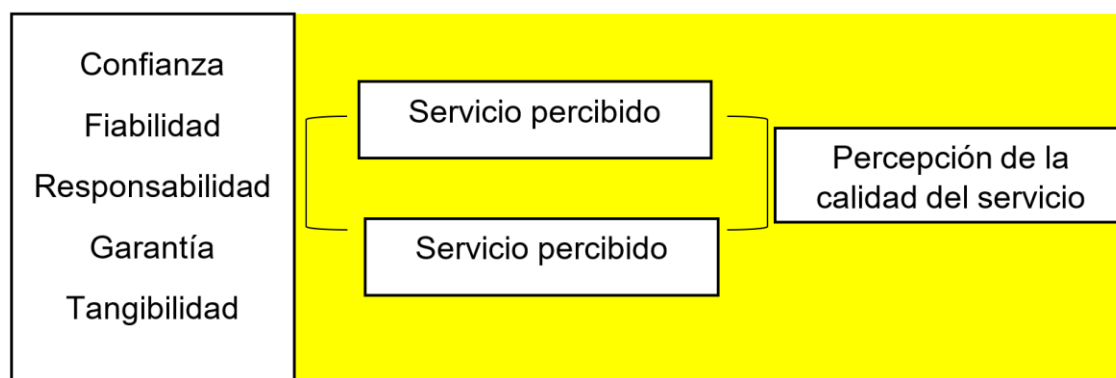 Confianza
Fiabilidad
Responsabilidad
Garantía
Tangibilidad
Servicio percibido
Servicio percibido
Percepción de la
calidad del servicio